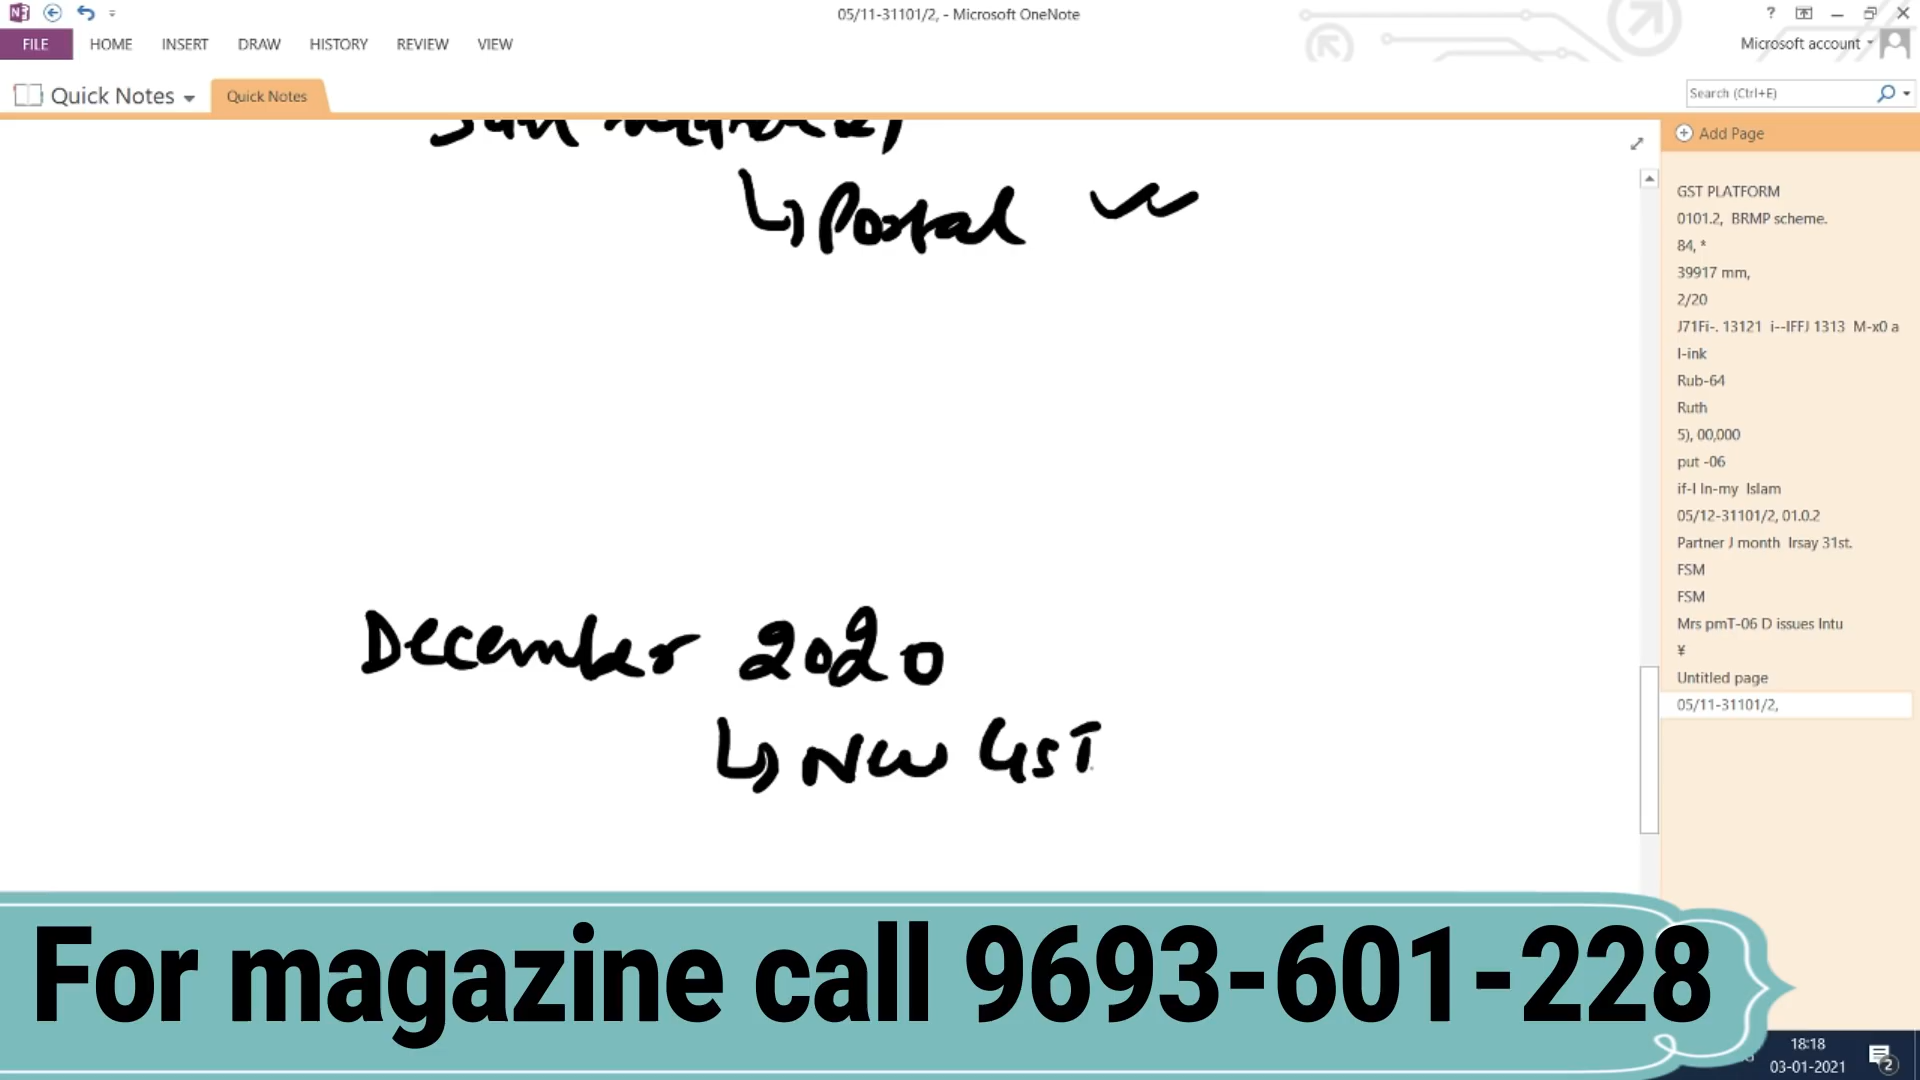 05/11-31101/2, - Microsoft OneNote
?
FILE HOME INSERT DRAW HISTORY REVIEW VIEW
Microsoft account
Quick Notes
Quick Notes
Search (Ctrl+E)
Portal
December 2020
New GST
Add Page
GST PLATFORM
0101.2, BRMP scheme.
84, *
39917 mm,
2/20
J71Fi-. 13121 i--IFFJ 1313 M-x0 a
I-ink
Rub-64
Ruth
5), 00,000
put -06
if-I In-my Islam
05/12-31101/2, 01.0.2
Partner J month Irsay 31st.
FSM
FSM
Mrs pmT-06 D issues Intu
¥
Untitled page
05/11-31101/2,
For magazine call 9693-601-228
18:18
03-01-2021
2